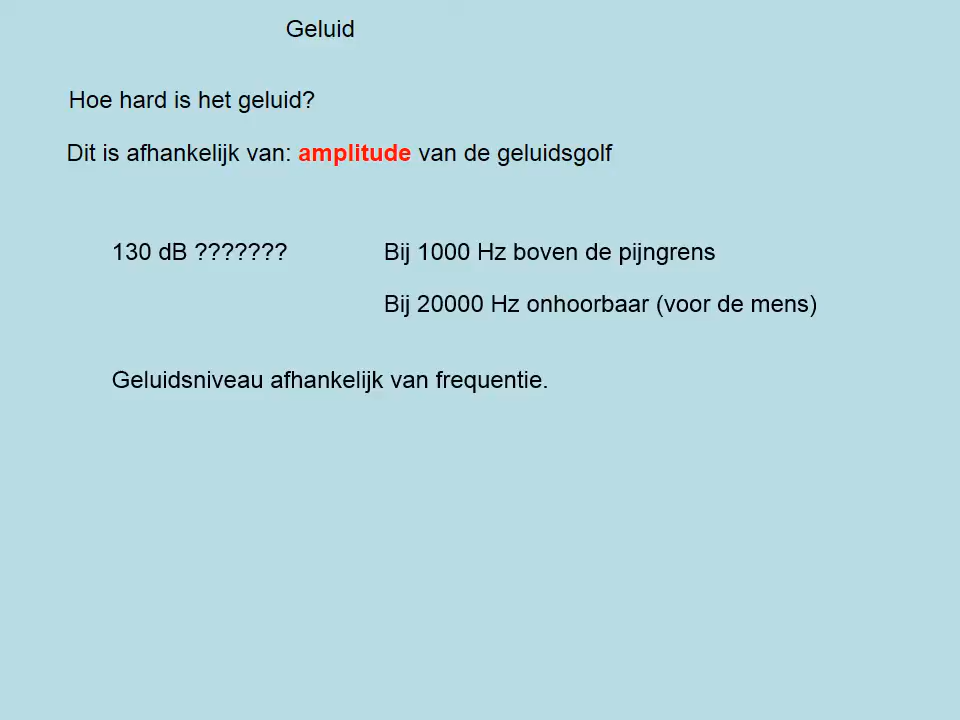 Geluid
Hoe hard is het geluid?
Dit is afhankelijk van: amplitude van de geluidsgolf
130 dB ??????? Bij 1000 Hz boven de pijngrens
Bij 20000 Hz onhoorbaar (voor de mens)
Geluidsniveau afhankelijk van frequentie.